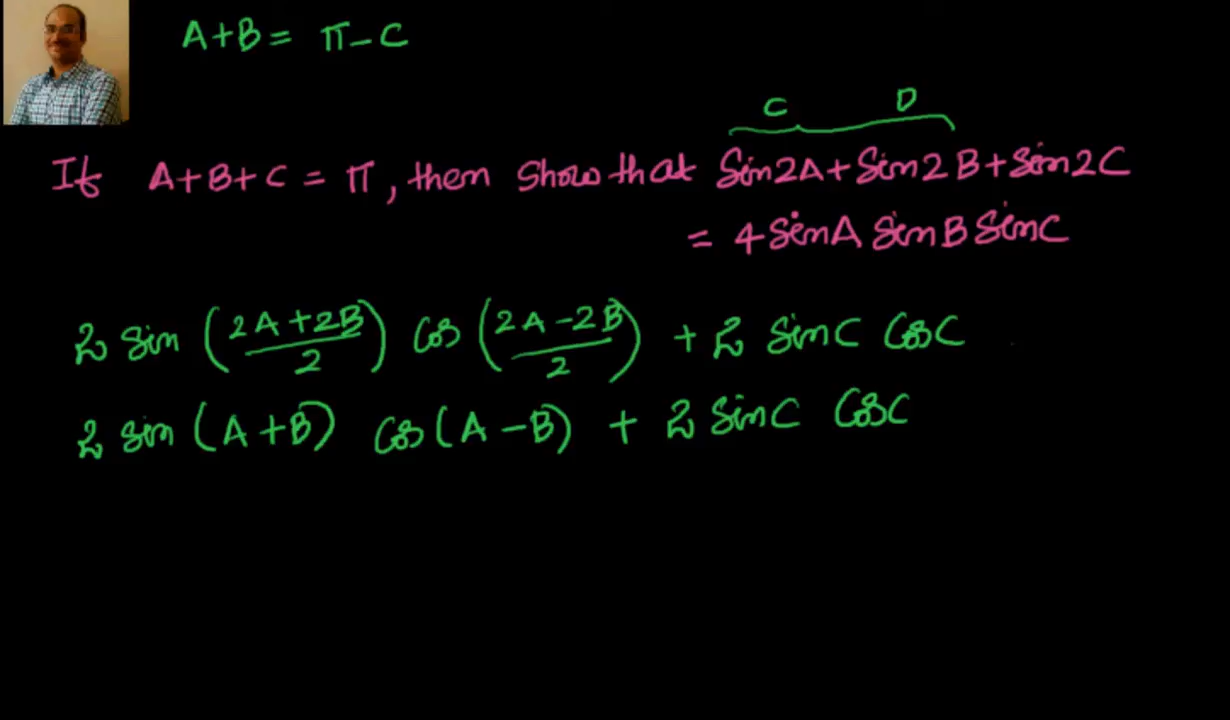 A+B = π-C
C D
If A+B+C = π, then show that Sin2A+Sin2B+Sin2C
= 4SinA SinB SinC
2 sin (2A+2B/2) Cos (2A-2B/2) + 2 SinC CosC
2 sin (A+B) Cos (A-B) + 2 SinC CosC